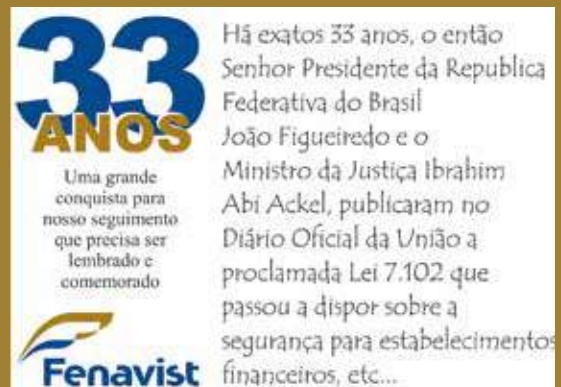 33
ANOS
Uma grande
conquista para
nosso seguimento
que precisa ser
lembrado e
comemorado
Fenavist
Há exatos 33 anos, o então
Senhor Presidente da Republica
Federativa do Brasil
João Figueiredo e o
Ministro da Justiça Ibrahim
Abi Ackel, publicaram no
Diário Oficial da União a
proclamada Lei 7.102 que
passou a dispor sobre a
segurança para estabelecimentos
financeiros, etc...